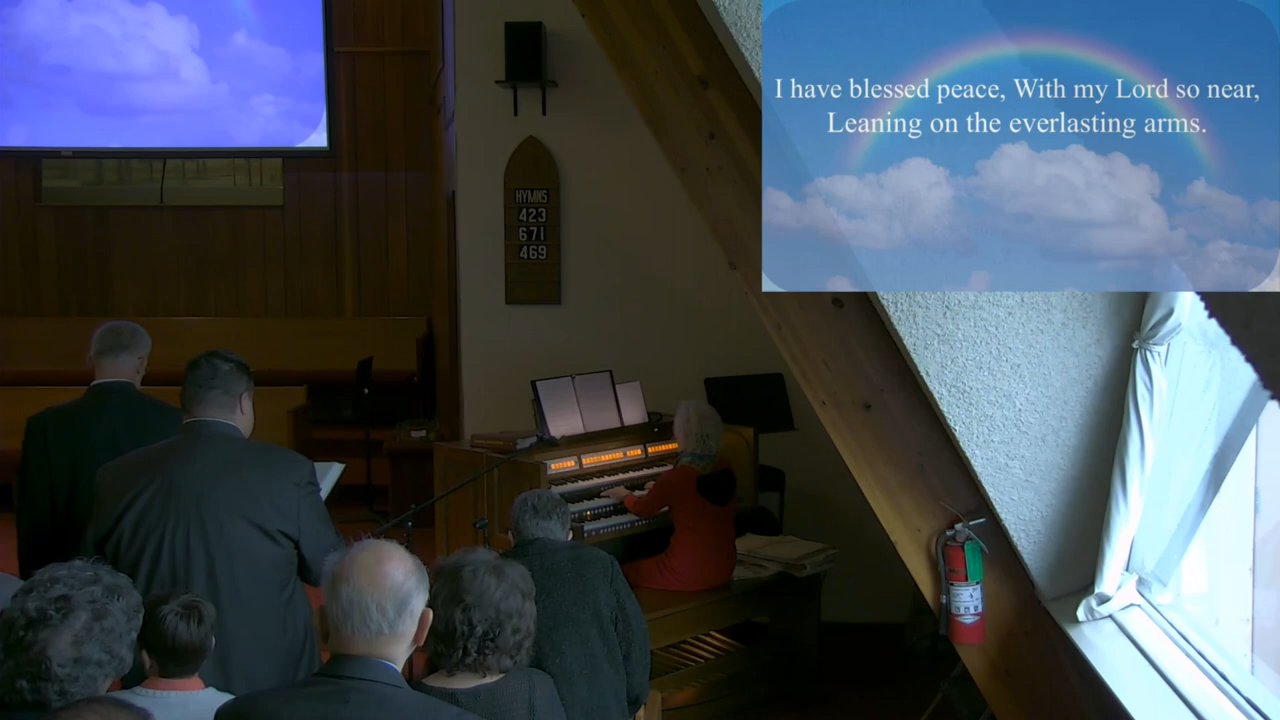 I have blessed peace, With my Lord so near,
Leaning on the everlasting arms.
HYMNS
423
671
469